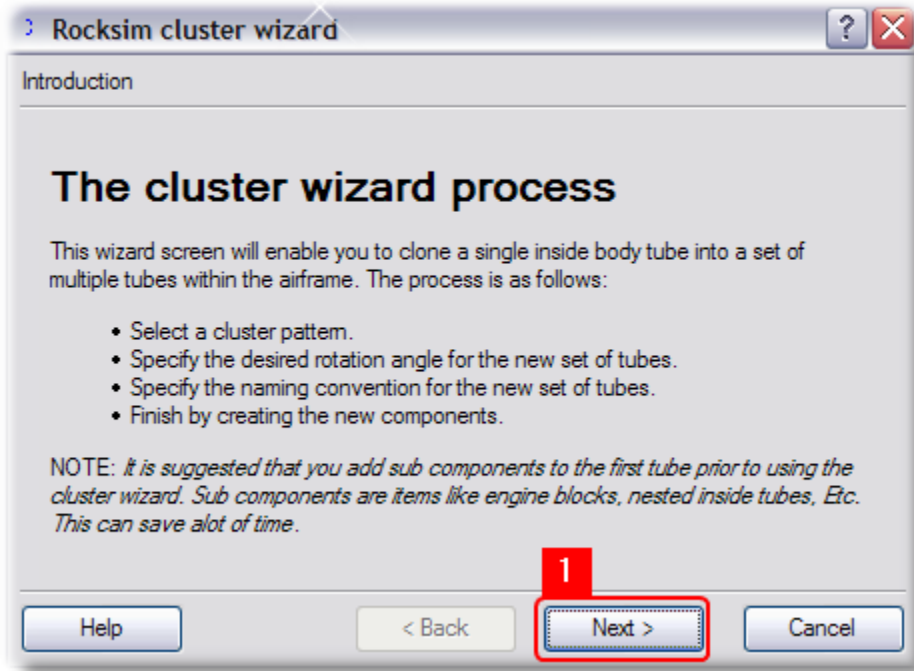 Rocksim cluster wizard
?
Introduction
The cluster wizard process
This wizard screen will enable you to clone a single inside body tube into a set of
multiple tubes within the airframe. The process is as follows:
• Select a cluster pattern.
• Specify the desired rotation angle for the new set of tubes.
• Specify the naming convention for the new set of tubes.
• Finish by creating the new components.
NOTE: It is suggested that you add sub components to the first tube prior to using the
cluster wizard. Sub components are items like engine blocks, nested inside tubes, Etc.
This can save alot of time.
1
Help
< Back
Next >
Cancel